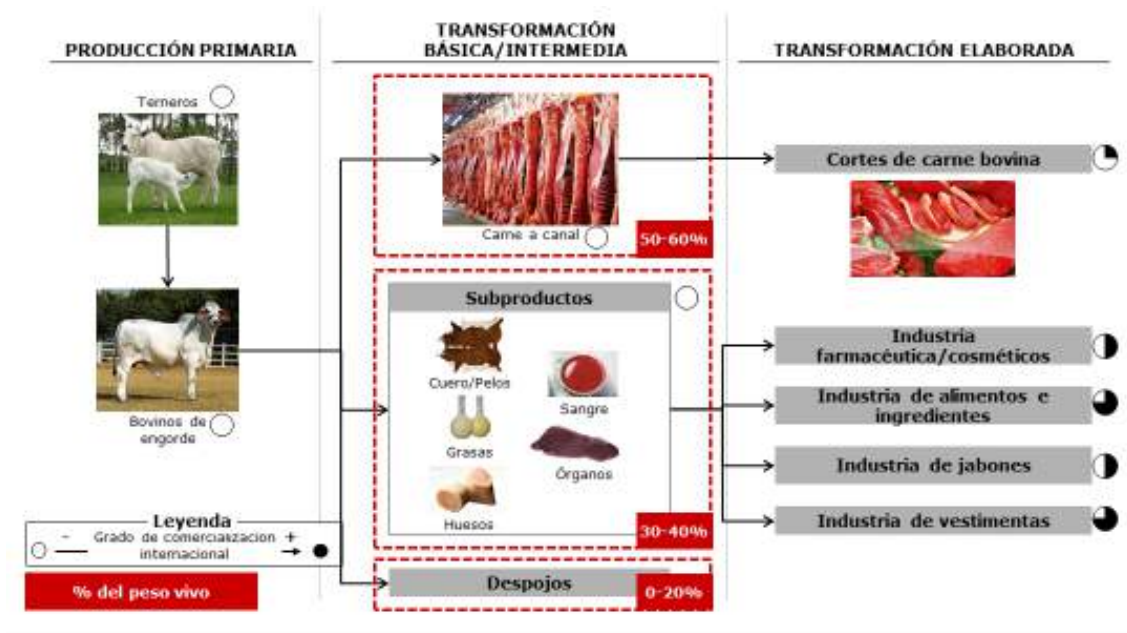 PRODUCCIÓN PRIMARIA
TRANSFORMACIÓN
BÁSICA/INTERMEDIA
TRANSFORMACIÓN ELABORADA
Terneros
Bovinos de
engorde
Carne a canal
50-60%
Subproductos
Cuero/Pelos
Sangre
Grasas
Órganos
Huesos
30-40%
Despojos
0-20%
Cortes de carne bovina
Industria
farmacéutica/cosméticos
Industria de alimentos e
ingredientes
Industria de jabones
Industria de vestimentas
Leyenda
- Grado de comercialización +
internacional
% del peso vivo